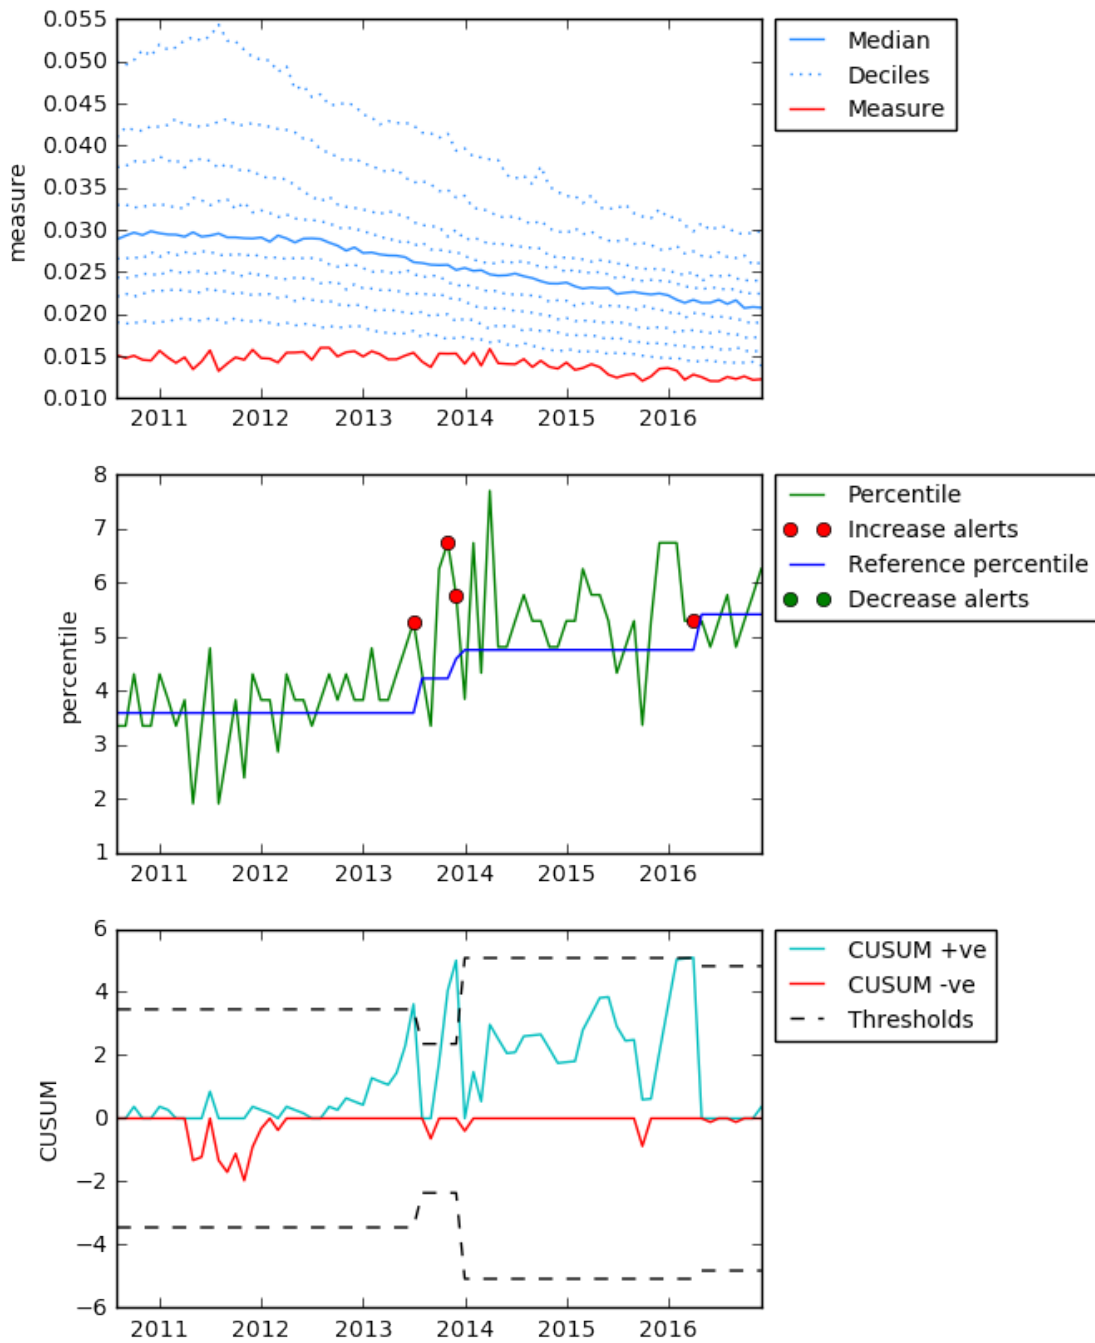 0.055
0.050
0.045
0.040
0.035
0.030
0.025
0.020
0.015
0.010
measure
2011 2012 2013 2014 2015 2016
Median
Deciles
Measure
8
7
6
5
4
3
2
1
percentile
2011 2012 2013 2014 2015 2016
Percentile
Increase alerts
Reference percentile
Decrease alerts
6
4
2
0
−2
−4
−6
CUSUM
2011 2012 2013 2014 2015 2016
CUSUM +ve
CUSUM -ve
Thresholds